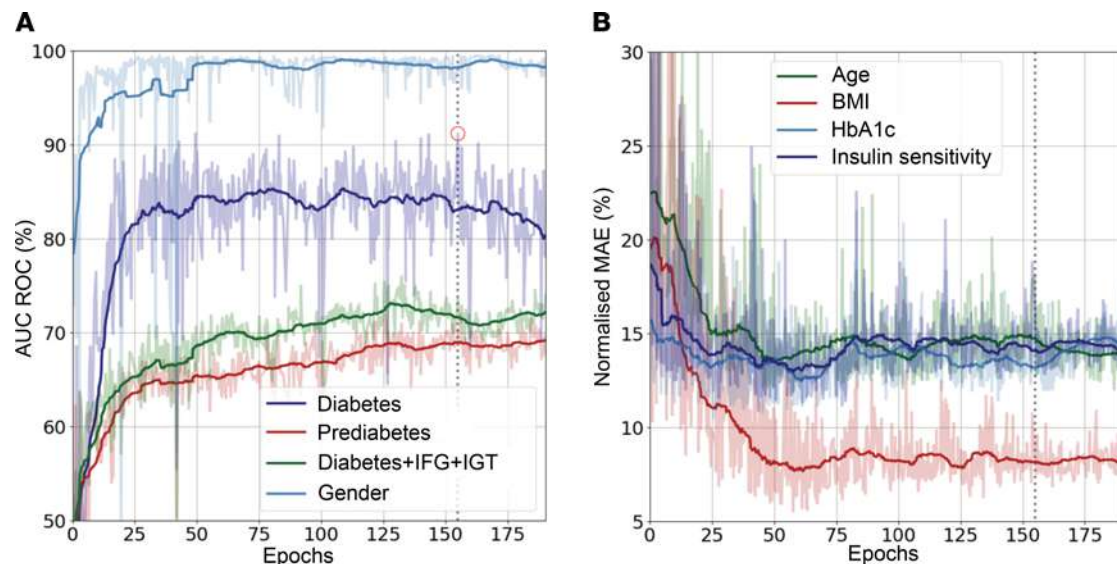 A
AUC ROC (%)
100
90
80
70
60
50
Diabetes
Prediabetes
Diabetes+IFG+IGT
Gender
0 25 50 75 100 125 150 175
Epochs
B
Normalised MAE (%)
30
25
20
15
10
5
Age
BMI
HbA1c
Insulin sensitivity
0 25 50 75 100 125 150 175
Epochs